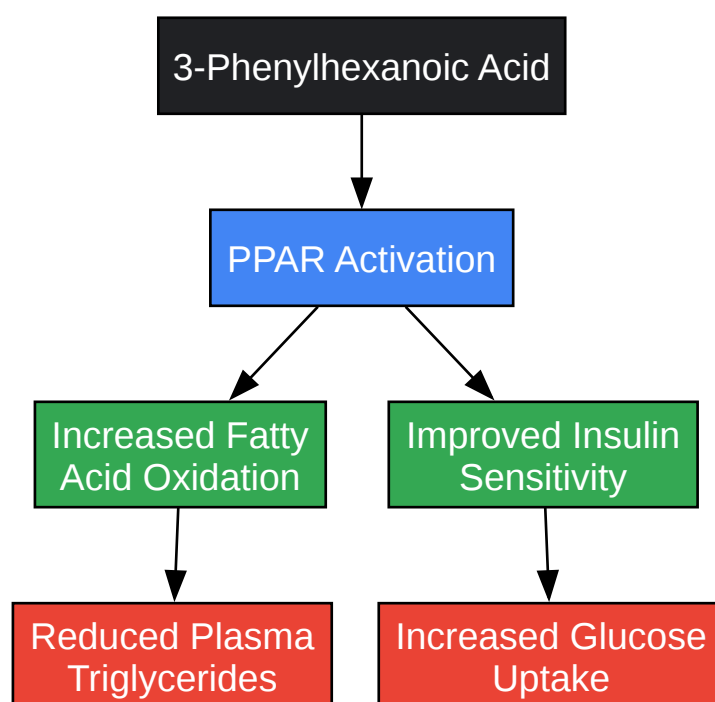 3-Phenylhexanoic Acid
PPAR Activation
Increased Fatty
Acid Oxidation
Improved Insulin
Sensitivity
Reduced Plasma
Triglycerides
Increased Glucose
Uptake